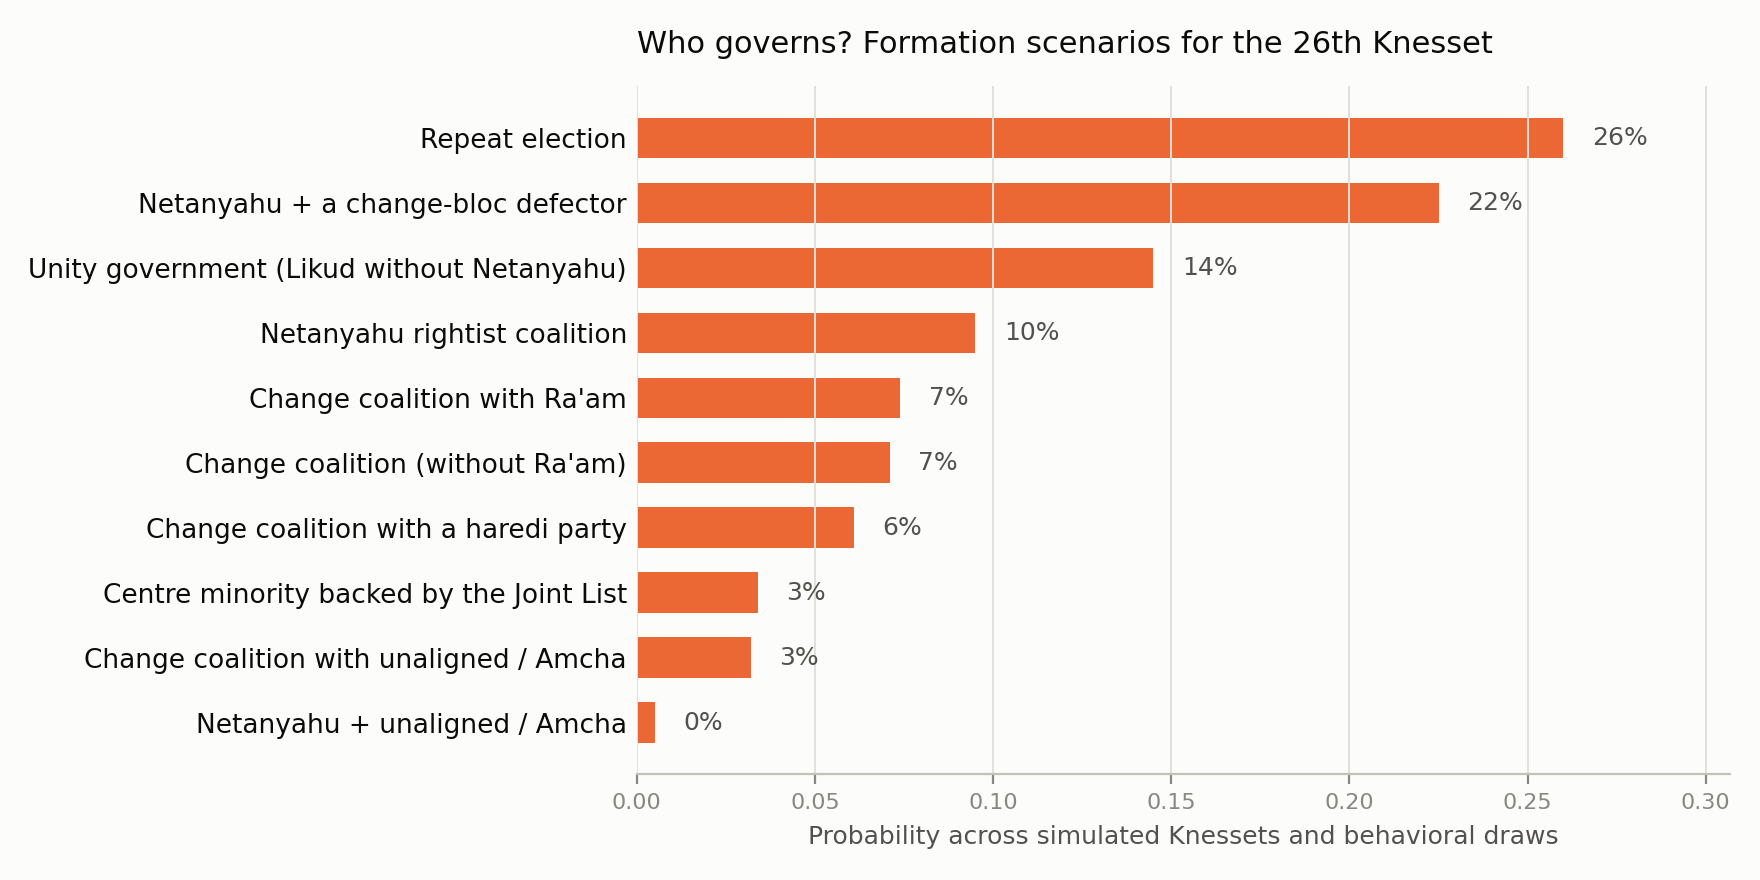 Who governs? Formation scenarios for the 26th Knesset
Repeat election 26%
Netanyahu + a change-bloc defector 22%
Unity government (Likud without Netanyahu) 14%
Netanyahu rightist coalition 10%
Change coalition with Ra'am 7%
Change coalition (without Ra'am) 7%
Change coalition with a haredi party 6%
Centre minority backed by the Joint List 3%
Change coalition with unaligned / Amcha 3%
Netanyahu + unaligned / Amcha 0%
0.00 0.05 0.10 0.15 0.20 0.25 0.30
Probability across simulated Knessets and behavioral draws